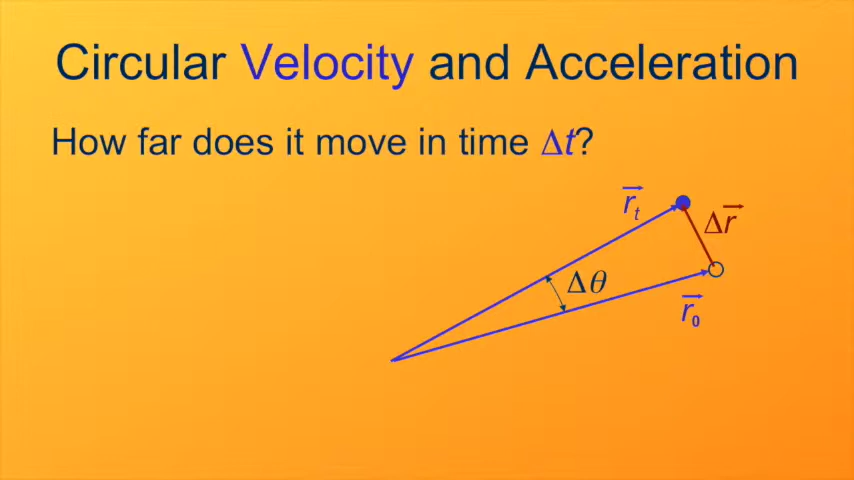 Circular Velocity and Acceleration
How far does it move in time Δt?
r⃗ₜ
Δr⃗
Δθ
r⃗₀